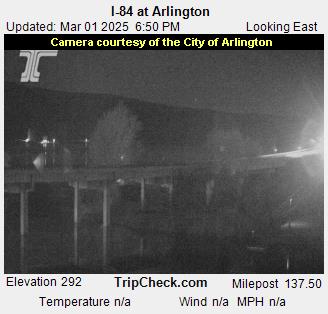 I-84 at Arlington
Updated: Mar 01 2025 6:50 PM Looking East
Camera courtesy of the City of Arlington
Elevation 292 TripCheck.com Milepost 137.50
Temperature n/a Wind n/a MPH n/a